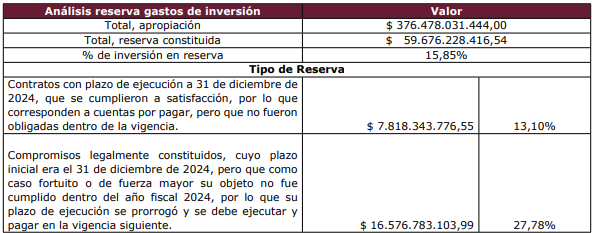 Análisis reserva gastos de inversión Valor
Total, apropiación $ 376.478.031.444,00
Total, reserva constituida $ 59.676.228.416,54
% de inversión en reserva 15,85%
Tipo de Reserva
Contratos con plazo de ejecución a 31 de diciembre de
2024, que se cumplieron a satisfacción, por lo que
corresponden a cuentas por pagar, pero que no fueron
obligadas dentro de la vigencia. $ 7.818.343.776,55 13,10%
Compromisos legalmente constituidos, cuyo plazo
inicial era el 31 de diciembre de 2024, pero que como
caso fortuito o de fuerza mayor su objeto no fue
cumplido dentro del año fiscal 2024, por lo que su
plazo de ejecución se prorrogó y se debe ejecutar y
pagar en la vigencia siguiente. $ 16.576.783.103,99 27,78%